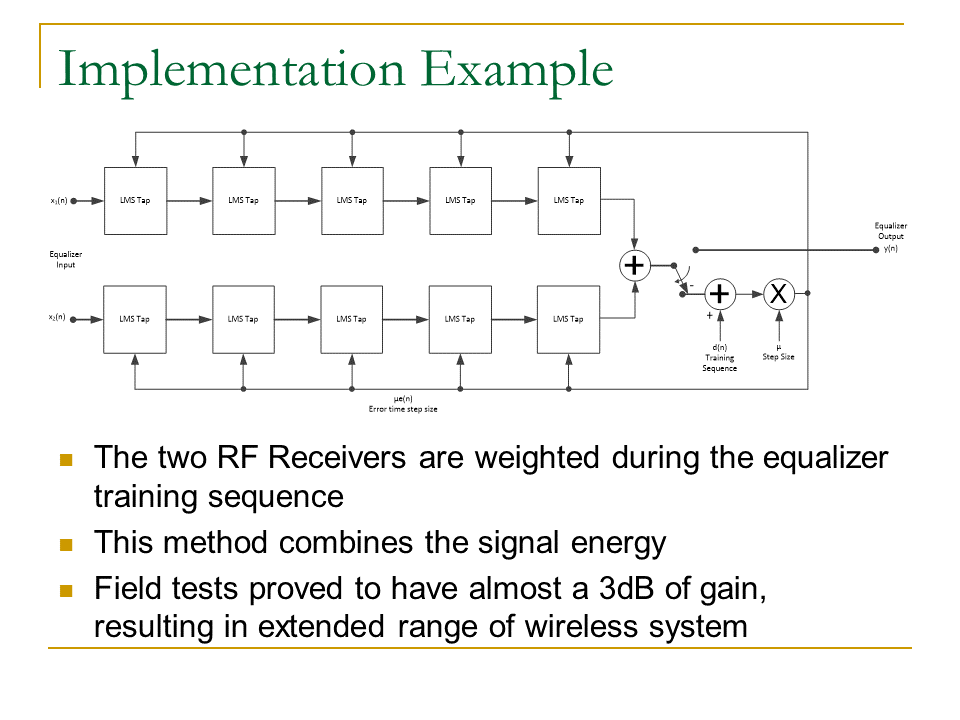 Implementation Example
x₁(n)
LMS Tap
LMS Tap
LMS Tap
LMS Tap
LMS Tap
Equalizer
Output
y(n)
Equalizer
Input
+
-
+
X
+
x₂(n)
LMS Tap
LMS Tap
LMS Tap
LMS Tap
LMS Tap
d(n)
Training
Sequence
μ
Step Size
μe(n)
Error time step size
The two RF Receivers are weighted during the equalizer
training sequence
This method combines the signal energy
Field tests proved to have almost a 3dB of gain,
resulting in extended range of wireless system